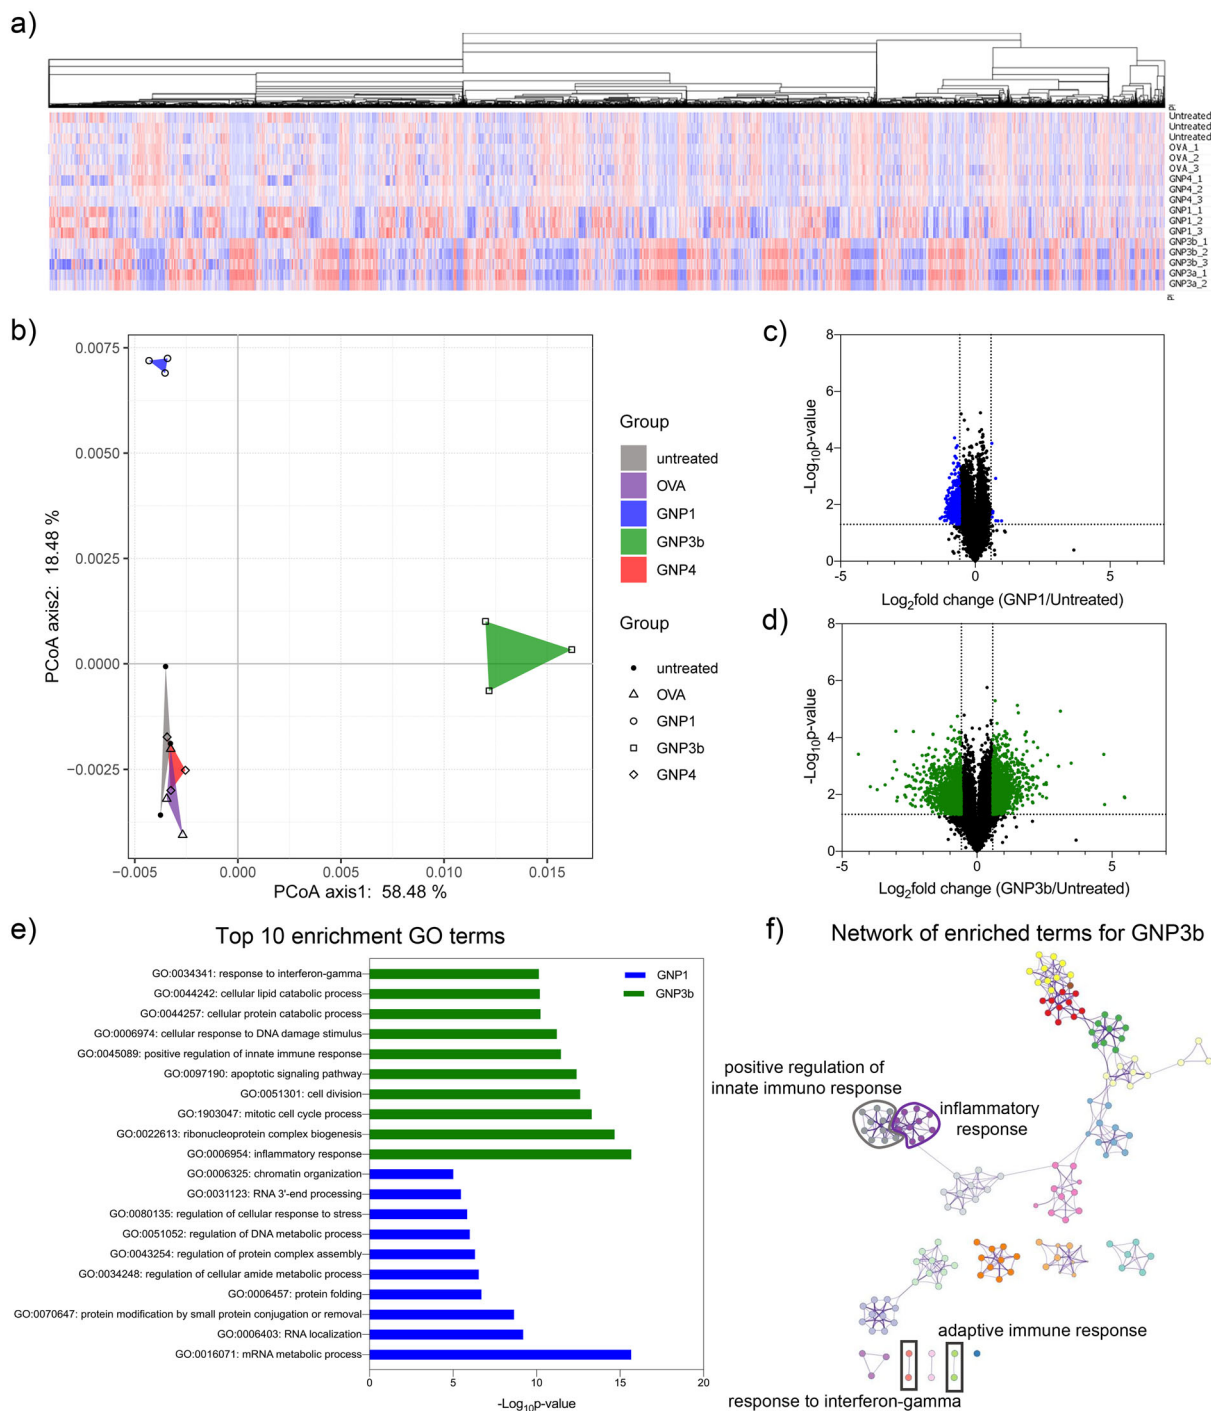 a)
Untreated
Untreated
Untreated
OVA_1
OVA_2
OVA_3
GNP4_1
GNP4_2
GNP4_3
GNP1_1
GNP1_2
GNP1_3
GNP3b_1
GNP3b_2
GNP3b_3
GNP3a_1
GNP3a_2
b)
0.0075
0.0050
0.0025
0.0000
−0.0025
PCoA axis2: 18.48 %
−0.005
0.000
0.005
0.010
0.015
PCoA axis1: 58.48 %
Group
untreated
OVA
GNP1
GNP3b
GNP4
Group
untreated
OVA
GNP1
GNP3b
GNP4
c)
8
6
4
2
0
-Log10p-value
-5
0
5
Log2fold change (GNP1/Untreated)
d)
8
6
4
2
0
-Log10p-value
-5
0
5
Log2fold change (GNP3b/Untreated)
e)
Top 10 enrichment GO terms
GO:0034341: response to interferon-gamma
GO:0044242: cellular lipid catabolic process
GO:0044257: cellular protein catabolic process
GO:0006974: cellular response to DNA damage stimulus
GO:0045089: positive regulation of innate immune response
GO:0097190: apoptotic signaling pathway
GO:0051301: cell division
GO:1903047: mitotic cell cycle process
GO:0022613: ribonucleoprotein complex biogenesis
GO:0006954: inflammatory response
GO:0006325: chromatin organization
GO:0031123: RNA 3'-end processing
GO:0080135: regulation of cellular response to stress
GO:0051052: regulation of DNA metabolic process
GO:0043254: regulation of protein complex assembly
GO:0034248: regulation of cellular amide metabolic process
GO:0006457: protein folding
GO:0070647: protein modification by small protein conjugation or removal
GO:0006403: RNA localization
GO:0016071: mRNA metabolic process
GNP1
GNP3b
0
5
10
15
20
-Log10p-value
f)
Network of enriched terms for GNP3b
positive regulation of
innate immuno response
inflammatory
response
adaptive immune response
response to interferon-gamma